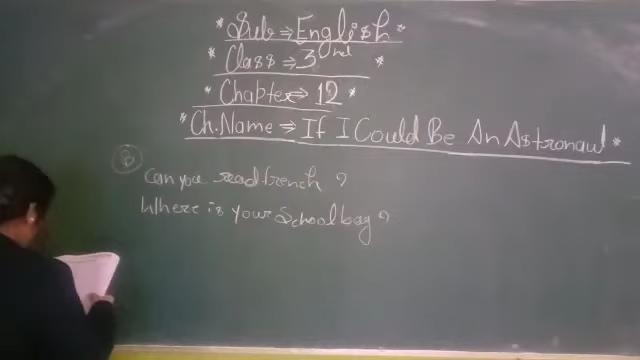 * Sub ⇒ English *
* Class ⇒ 3nd *
* Chapter ⇒ 12 *
* Ch. Name ⇒ If I Could Be An Astronaut *
B
Can you read french ?
Where is your School bag ?